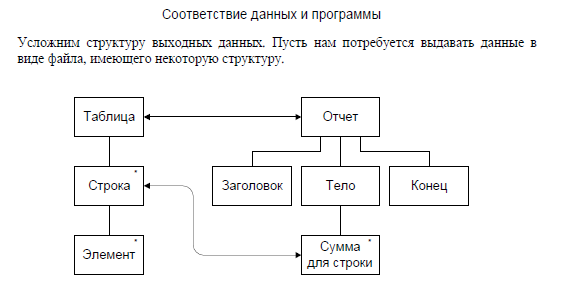 Соответствие данных и программы
Усложним структуру выходных данных. Пусть нам потребуется выдавать данные в
виде файла, имеющего некоторую структуру.
Таблица
Отчет
Строка *
Заголовок
Тело
Конец
Элемент *
Сумма *
для строки